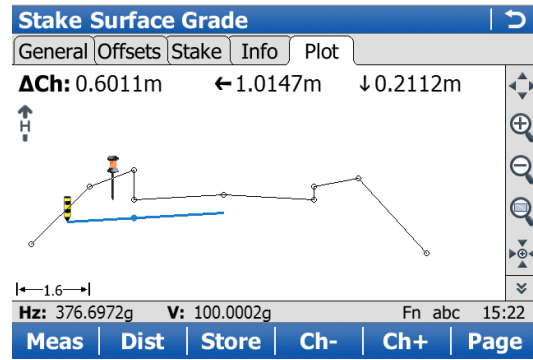 Stake Surface Grade
General Offsets Stake Info Plot
ΔCh: 0.6011m ←1.0147m ↓0.2112m
H
1.6
Hz: 376.6972g V: 100.0002g Fn abc 15:22
Meas Dist Store Ch- Ch+ Page